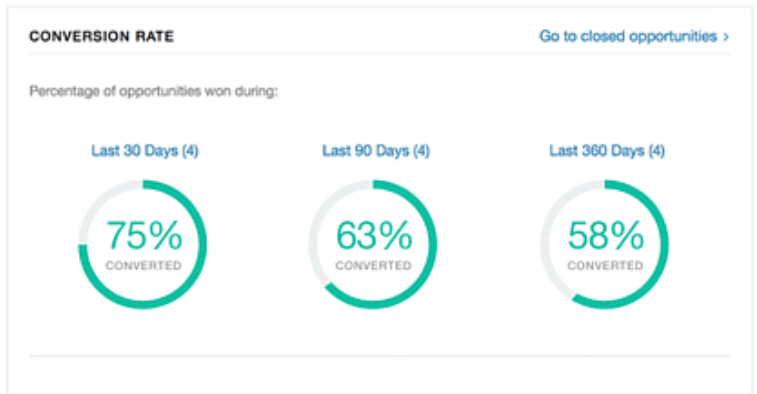 CONVERSION RATE
Go to closed opportunities >
Percentage of opportunities won during:
Last 30 Days (4)
Last 90 Days (4)
Last 360 Days (4)
75%
CONVERTED
63%
CONVERTED
58%
CONVERTED